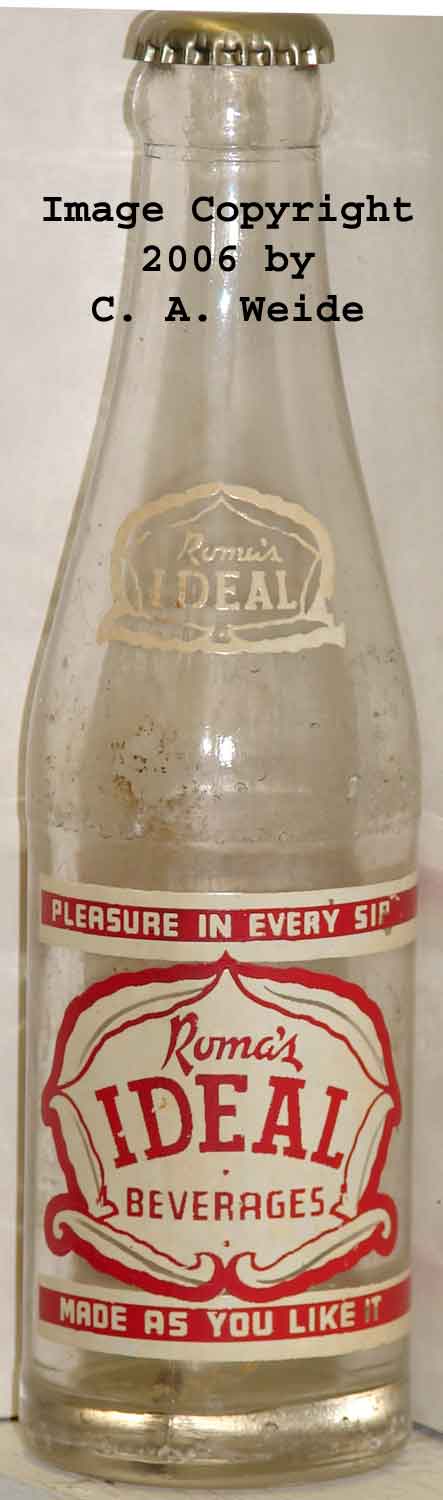 Image Copyright
2006 by
C. A. Weide
Roma's
IDEAL
PLEASURE IN EVERY SIP
Roma's
IDEAL
BEVERAGES
MADE AS YOU LIKE IT